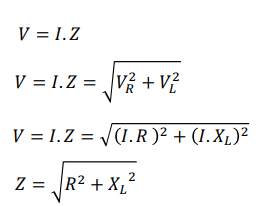 V = I.Z
V = I.Z = √(V_R² + V_L²)
V = I.Z = √((I.R )² + (I.X_L)²)
Z = √(R² + X_L²)